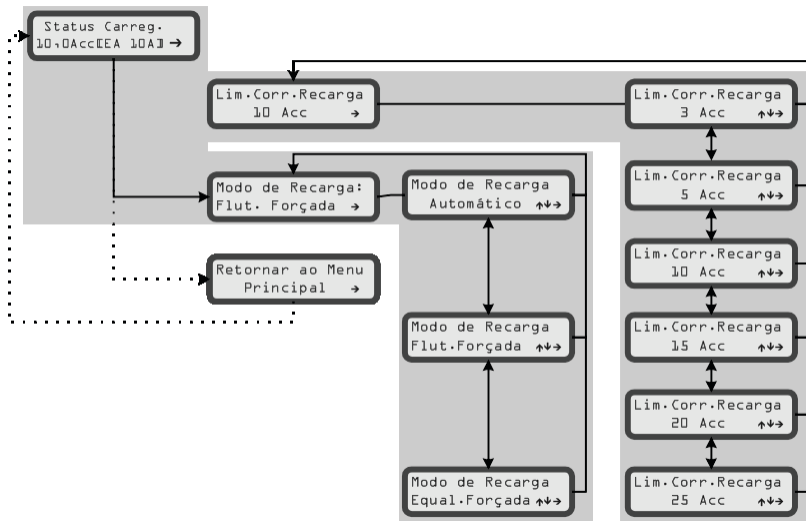 Status Carreg.
10,0Acc[EA 10A] →
Lim.Corr.Recarga
10 Acc →
Lim.Corr.Recarga
3 Acc ↑↓→
Modo de Recarga:
Flut. Forçada →
Modo de Recarga
Automático ↑↓→
Lim.Corr.Recarga
5 Acc ↑↓→
Retornar ao Menu
Principal →
Lim.Corr.Recarga
10 Acc ↑↓→
Modo de Recarga
Flut.Forçada ↑↓→
Lim.Corr.Recarga
15 Acc ↑↓→
Lim.Corr.Recarga
20 Acc ↑↓→
Modo de Recarga
Equal.Forçada ↑↓→
Lim.Corr.Recarga
25 Acc ↑↓→